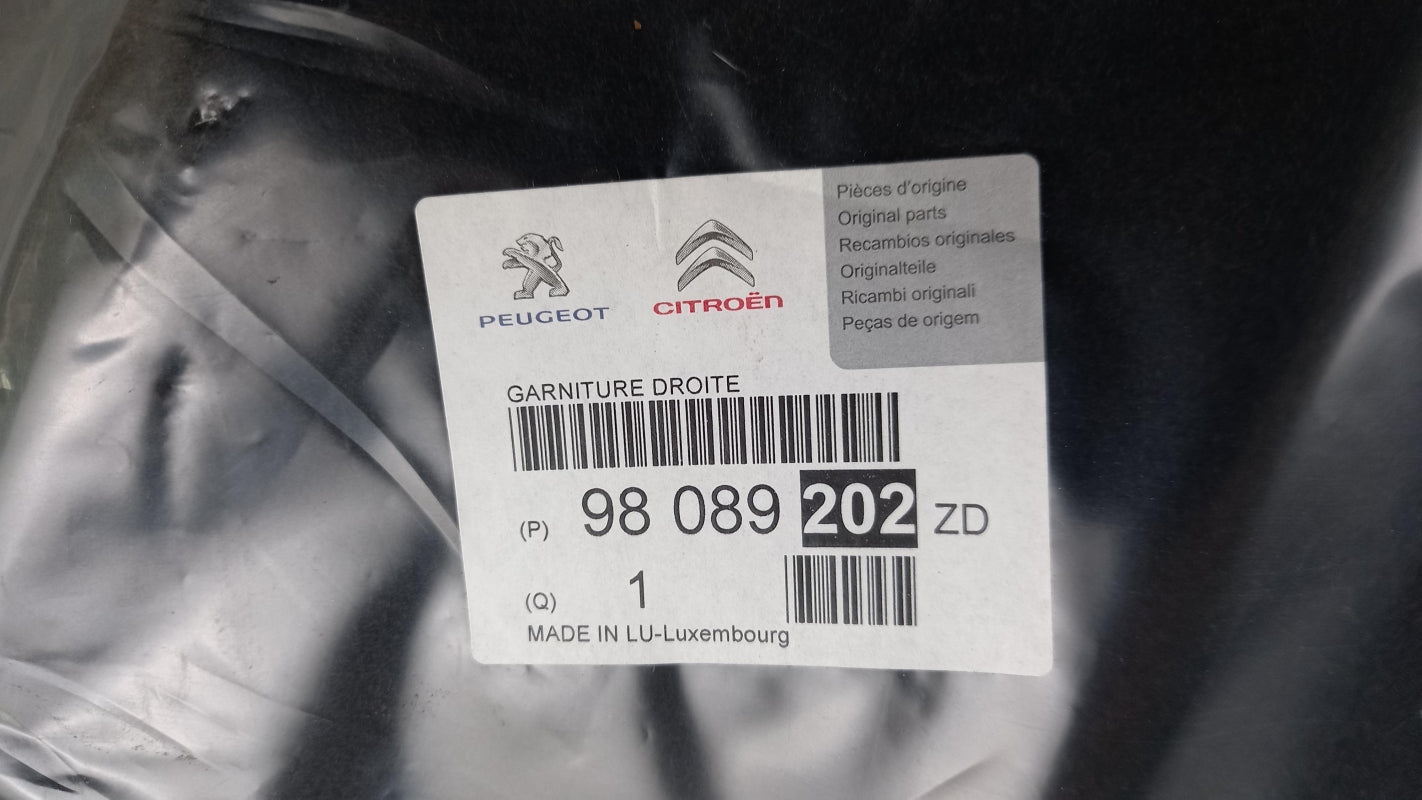 PEUGEOT
CITROËN
Pièces d'origine
Original parts
Recambios originales
Originalteile
Ricambi originali
Peças de origem
GARNITURE DROITE
(P) 98 089 202 ZD
(Q) 1
MADE IN LU-Luxembourg